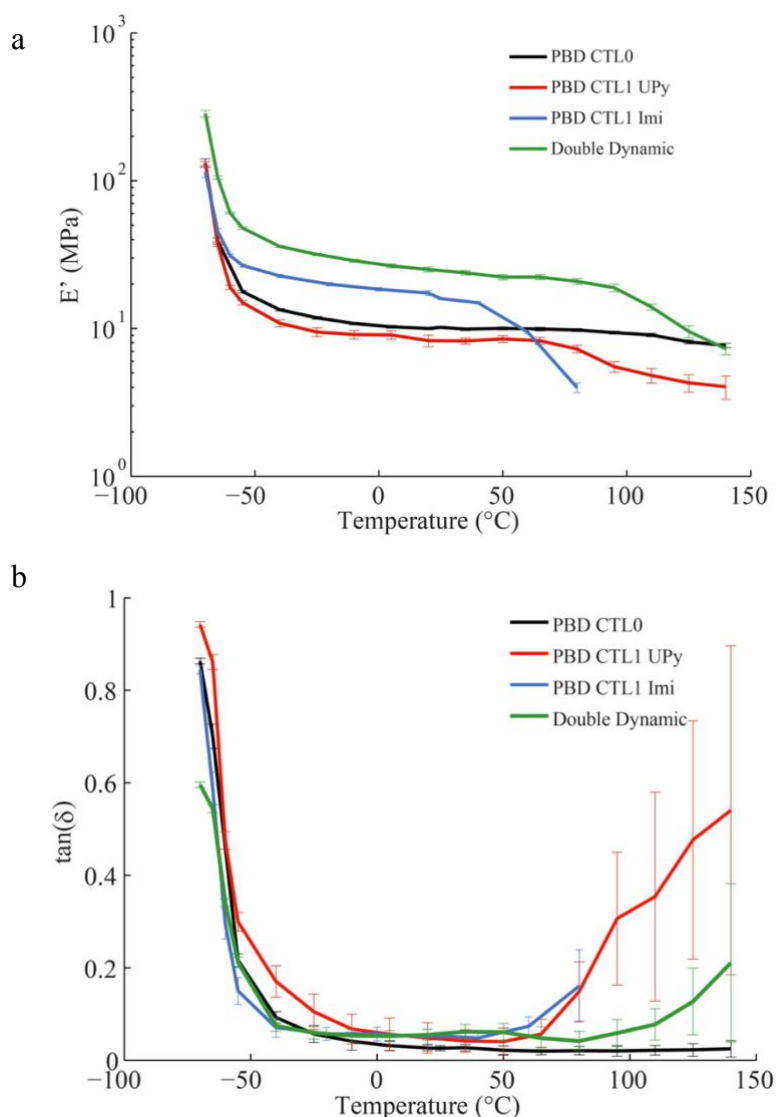 a
10³
PBD CTL0
PBD CTL1 UPy
PBD CTL1 Imi
Double Dynamic
10²
E' (MPa)
10¹
10⁰
−100
−50
0
50
100
150
Temperature (°C)
b
1
PBD CTL0
PBD CTL1 UPy
PBD CTL1 Imi
Double Dynamic
0.8
0.6
tan(δ)
0.4
0.2
0
−100
−50
0
50
100
150
Temperature (°C)